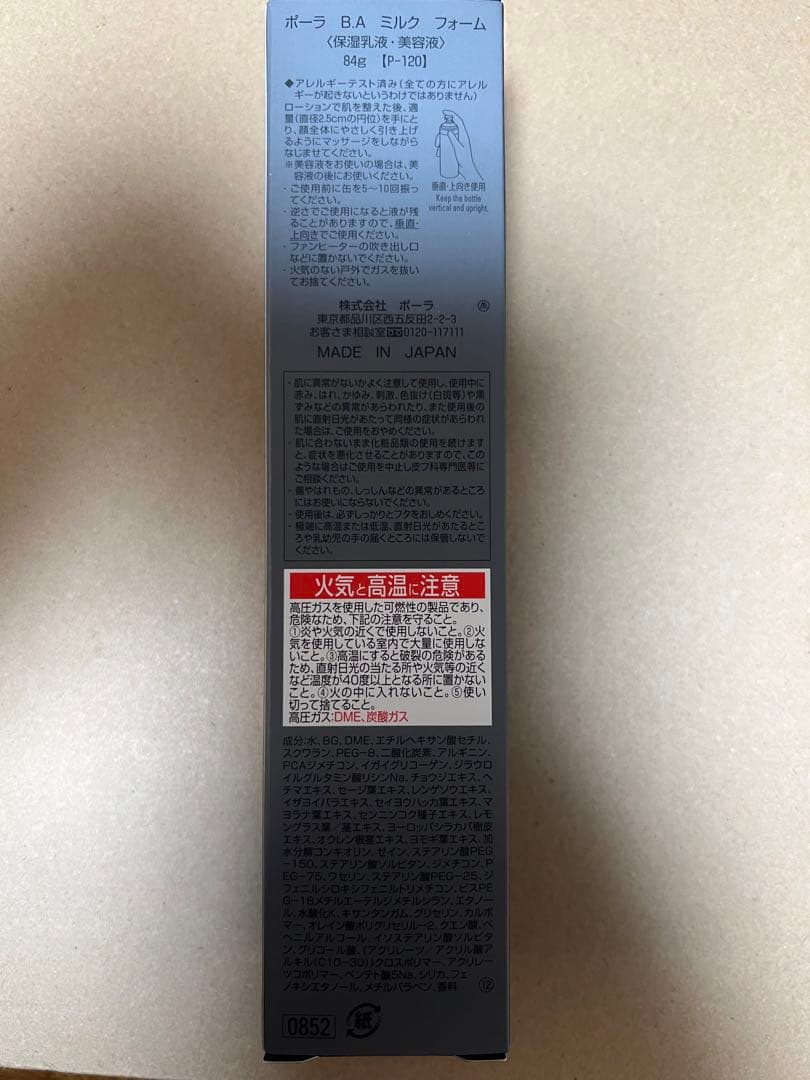 ポーラ B.A ミルク フォーム
〈保湿乳液・美容液〉
84g 【P-120】
◆アレルギーテスト済み(全ての方にアレル
ギーが起きないというわけではありません)
ローションで肌を整えた後、適
量(直径2.5cmの円位)を手にと
り、顔全体にやさしく引き上げ
るようにマッサージをしながら
なじませてください。
※美容液をお使いの場合は、美
容液の後にお使いください。
・ご使用前に缶を5〜10回振っ
てください。
・逆さでご使用になると液が残
ることがありますので、垂直・
上向きでご使用ください。
・ファンヒーターの吹き出し口
などに置かないでください。
・火気のない戸外でガスを抜い
てお捨てください。
垂直・上向き使用
Keep the bottle
vertical and upright.
株式会社 ポーラ
東京都品川区西五反田2-2-3
お客さま相談室0120-117111
MADE IN JAPAN
・肌に異常がないかよく注意して使用し、使用中に
赤み、はれ、かゆみ、刺激、色抜け(白斑等)や黒
ずみなどの異常があらわれたり、また使用後の
肌に直射日光があたって同様の症状があらわれ
た場合は、ご使用をおやめください。
・肌に合わないまま化粧品類の使用を続けます
と、症状を悪化させることがありますので、この
ような場合はご使用を中止し皮フ科専門医等に
ご相談ください。
・傷やはれもの、しっしんなどの異常があるところ
にはお使いにならないでください。
・使用後は、必ずしっかりとフタをおしめください。
・極端に高温または低温、直射日光があたるとこ
ろや乳幼児の手の届くところには保管しないで
ください。
火気と高温に注意
高圧ガスを使用した可燃性の製品であり、
危険なため、下記の注意を守ること。
①炎や火気の近くで使用しないこと。②火
気を使用している室内で大量に使用しな
いこと。③高温にすると破裂の危険がある
ため、直射日光の当たる所や火気等の近く
など温度が40度以上となる所に置かない
こと。④火の中に入れないこと。⑤使い
切って捨てること。
高圧ガス:DME、炭酸ガス
成分:水、BG、DME、エチルヘキサン酸セチル、
スクワラン、PEG-8、二酸化炭素、アルギニン、
PCAジメチコン、イガイグリコーゲン、ジラウロ
イルグルタミン酸リシンNa、チョウジエキス、ヘ
チマエキス、セージ葉エキス、レンゲソウエキス、
イザヨイバラエキス、セイヨウハッカ葉エキス、マ
ヨラナ葉エキス、センニンコク種子エキス、レモ
ングラス葉/茎エキス、ヨーロッパシラカバ樹皮
エキス、オウレン根茎エキス、ヨモギ葉エキス、加
水分解コンキオリン、ゼイン、ステアリン酸PEG
-150、ステアリン酸ソルビタン、ジメチコン、P
EG-75、ワセリン、ステアリン酸PEG-25、ジ
フェニルシロキシフェニルトリメチコン、ビスPE
G-18メチルエーテルジメチルシラン、エタノー
ル、水酸化K、キサンタンガム、グリセリン、カルボ
マー、オレイン酸ポリグリセリル-2、クエン酸、ベ
ヘニルアルコール、イソステアリン酸ソルビタ
ン、グリコール酸、(アクリレーツ/アクリル酸ア
ルキル(C10-30))クロスポリマー、アクリレー
ツコポリマー、ペンテト酸5Na、シリカ、フェ
ノキシエタノール、メチルパラベン、香料
⑫
0852
紙